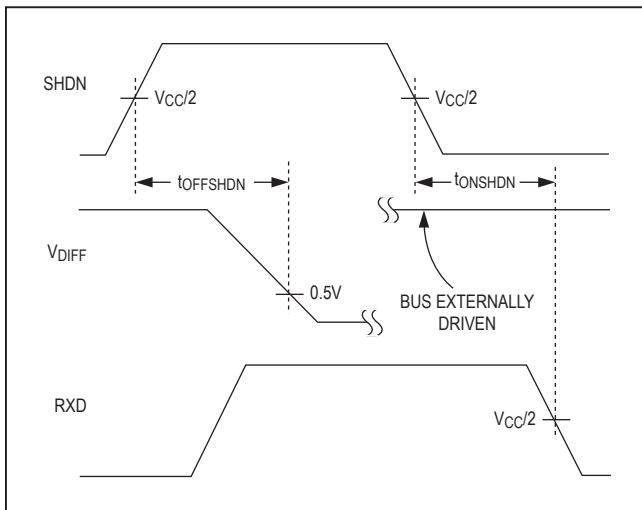 SHDN
VCC/2
VCC/2
tOFFSHDN
tONSHDN
VDIFF
0.5V
BUS EXTERNALLY
DRIVEN
RXD
VCC/2